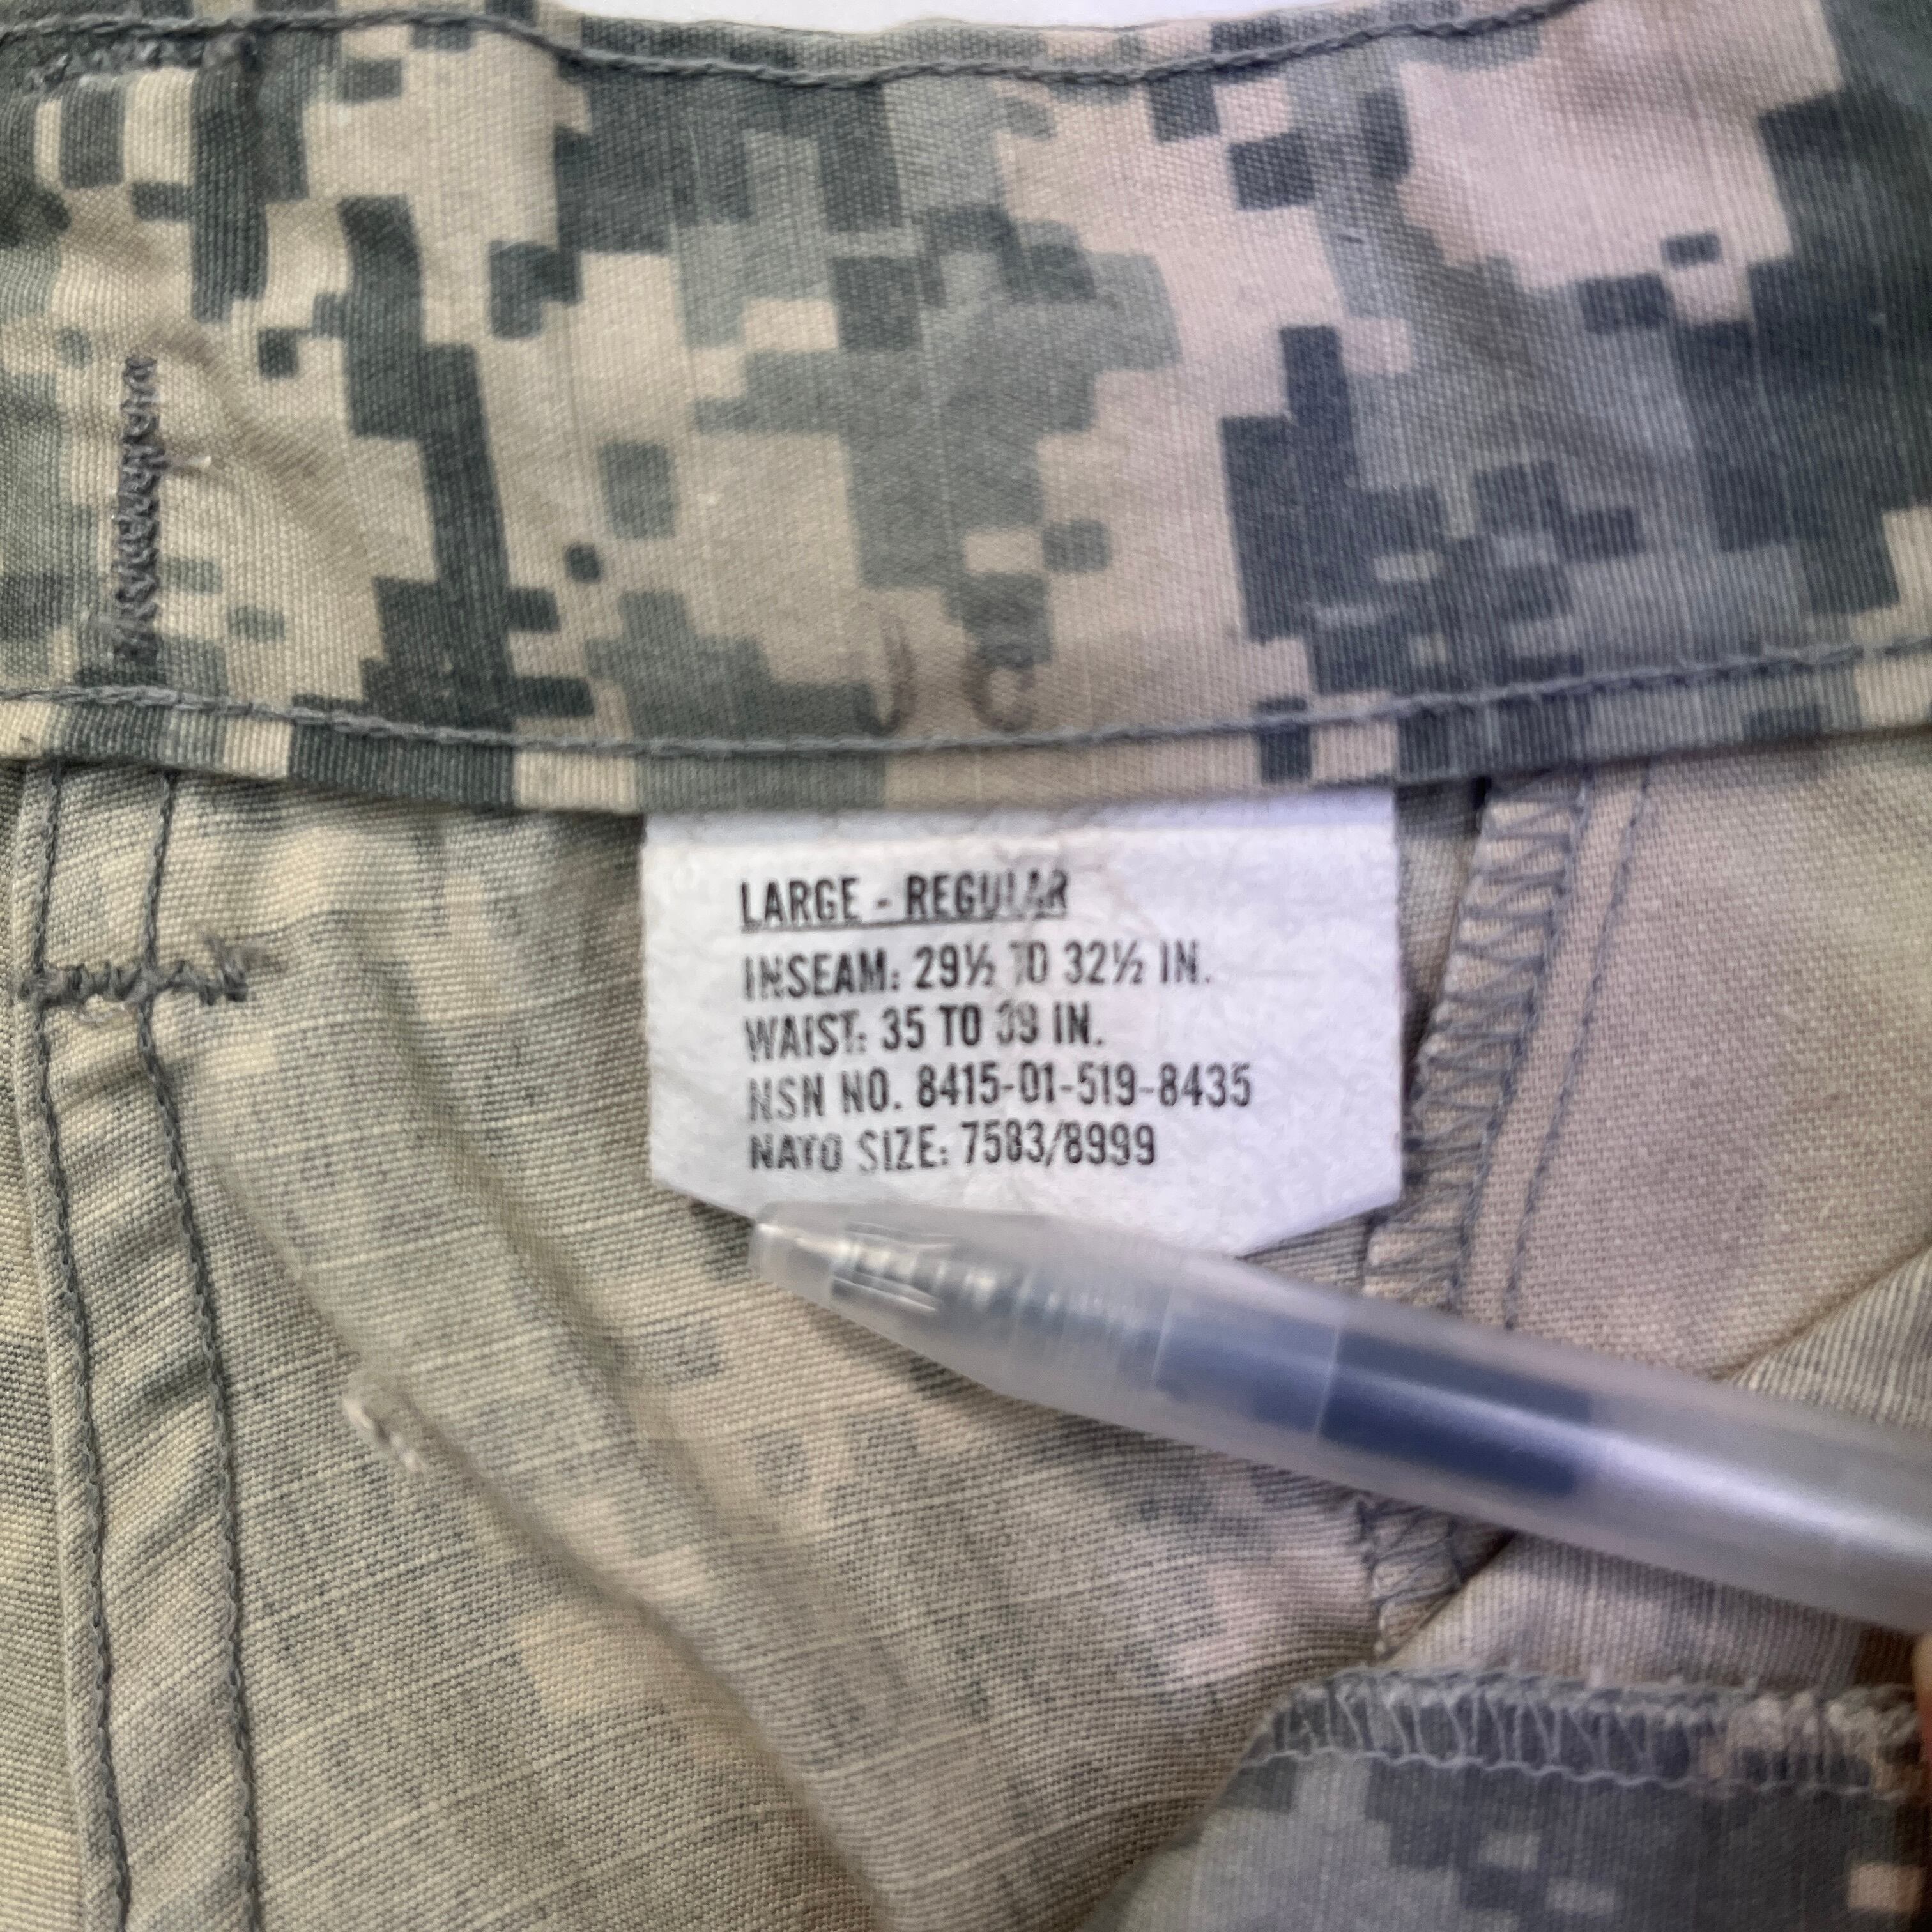 J C
LARGE - REGULAR
INSEAM: 29½ TO 32½ IN.
WAIST: 35 TO 39 IN.
NSN NO. 8415-01-519-8435
NATO SIZE: 7583/8999